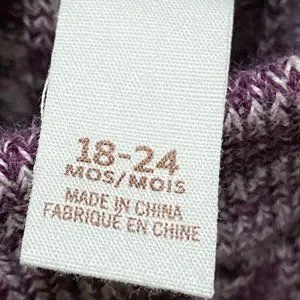 18-24
MOS/MOIS
MADE IN CHINA
FABRIQUÉ EN CHINE